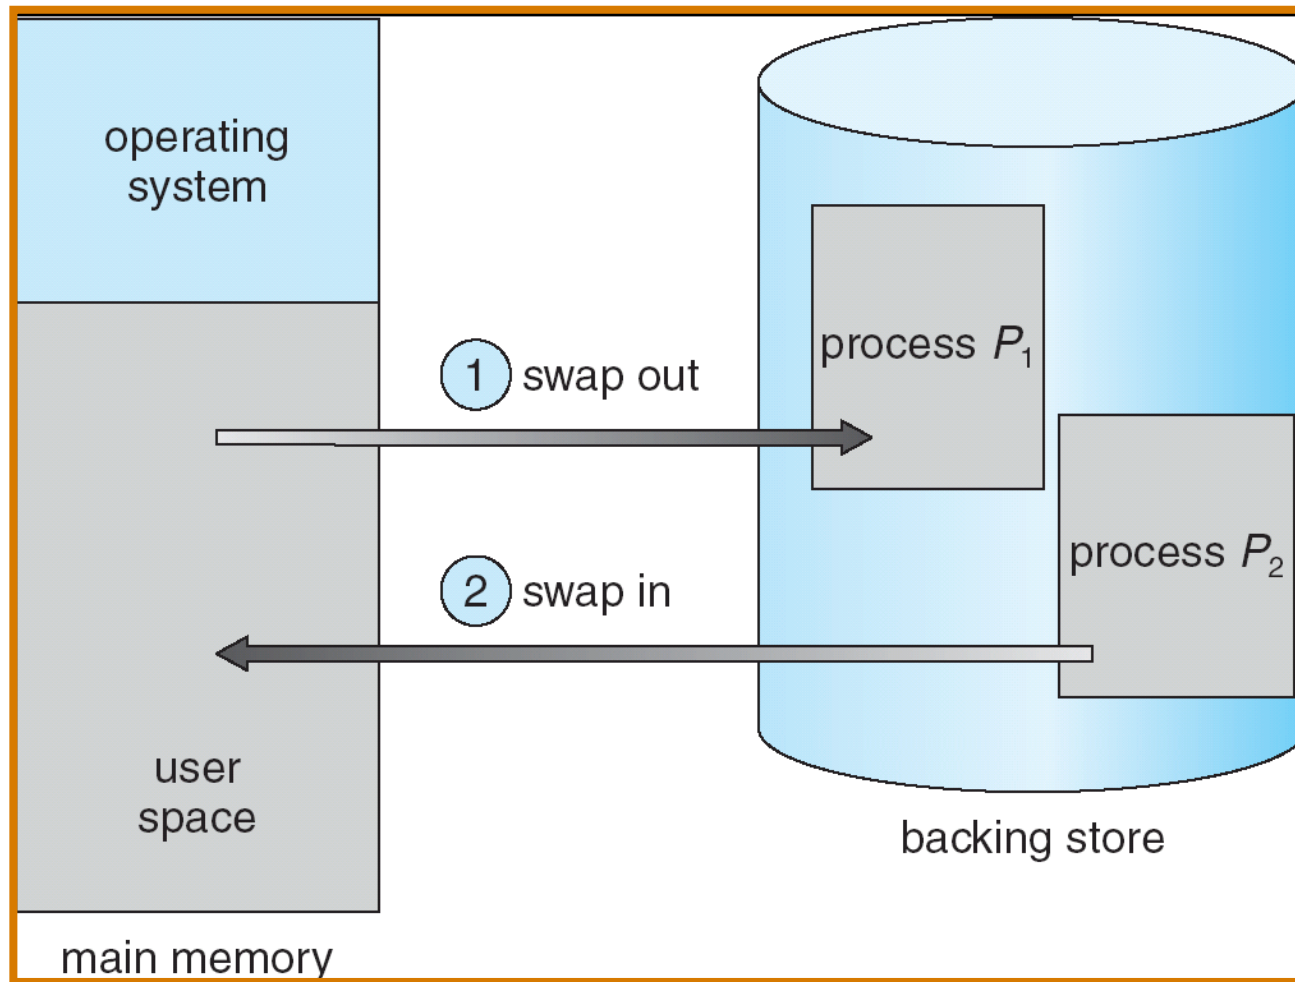 operating
system
process P₁
1 swap out
process P₂
2 swap in
user
space
backing store
main memory